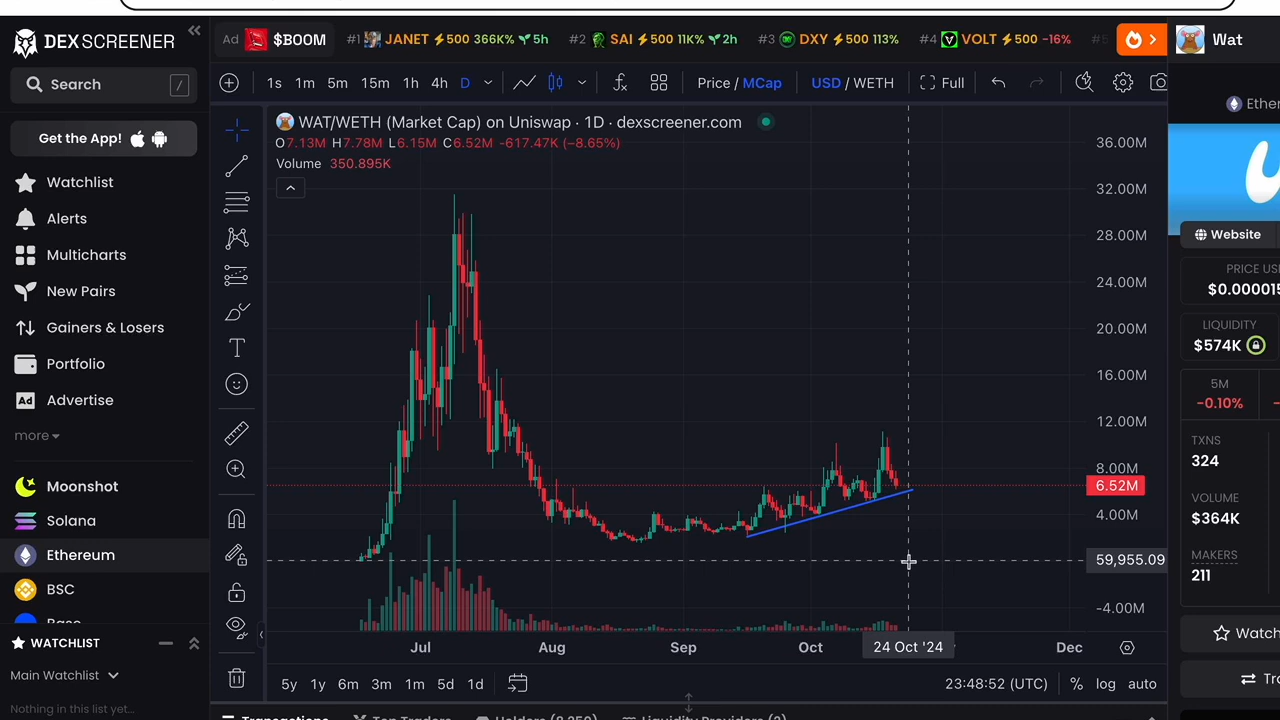 DEX SCREENER
Search /
Get the App!
Watchlist
Alerts
Multicharts
New Pairs
Gainers & Losers
Portfolio
Ad Advertise
more
Moonshot
Solana
Ethereum
BSC
WATCHLIST
Main Watchlist
Nothing in this list yet...
Ad $BOOM #1 JANET 500 366K% 5h #2 SAI 500 11K% 2h #3 DXY 500 113% #4 VOLT 500 -16%
1s 1m 5m 15m 1h 4h D Price / MCap USD / WETH Full
WAT/WETH (Market Cap) on Uniswap · 1D · dexscreener.com
O7.13M H7.78M L6.15M C6.52M -617.47K (-8.65%)
Volume 350.895K
36.00M
32.00M
28.00M
24.00M
20.00M
16.00M
12.00M
8.00M
6.52M
4.00M
59,955.09
-4.00M
Jul Aug Sep Oct 24 Oct '24 Dec
5y 1y 6m 3m 1m 5d 1d 23:48:52 (UTC) % log auto
Wat
Website
$0.000015
LIQUIDITY
$574K
5M
-0.10%
TXNS
324
VOLUME
$364K
MAKERS
211